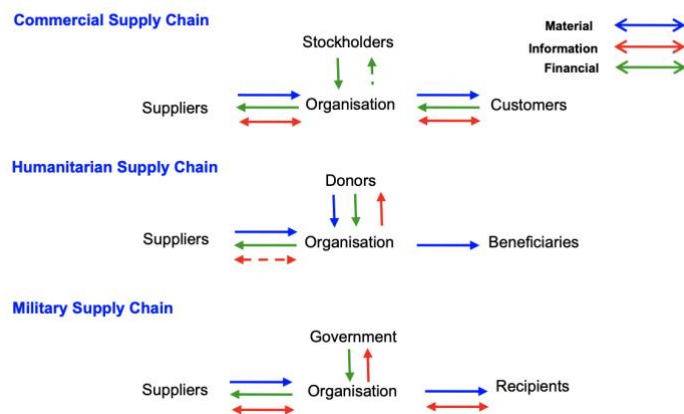 Commercial Supply Chain
Material
Information
Financial
Stockholders
Suppliers
Organisation
Customers
Humanitarian Supply Chain
Donors
Suppliers
Organisation
Beneficiaries
Military Supply Chain
Government
Suppliers
Organisation
Recipients